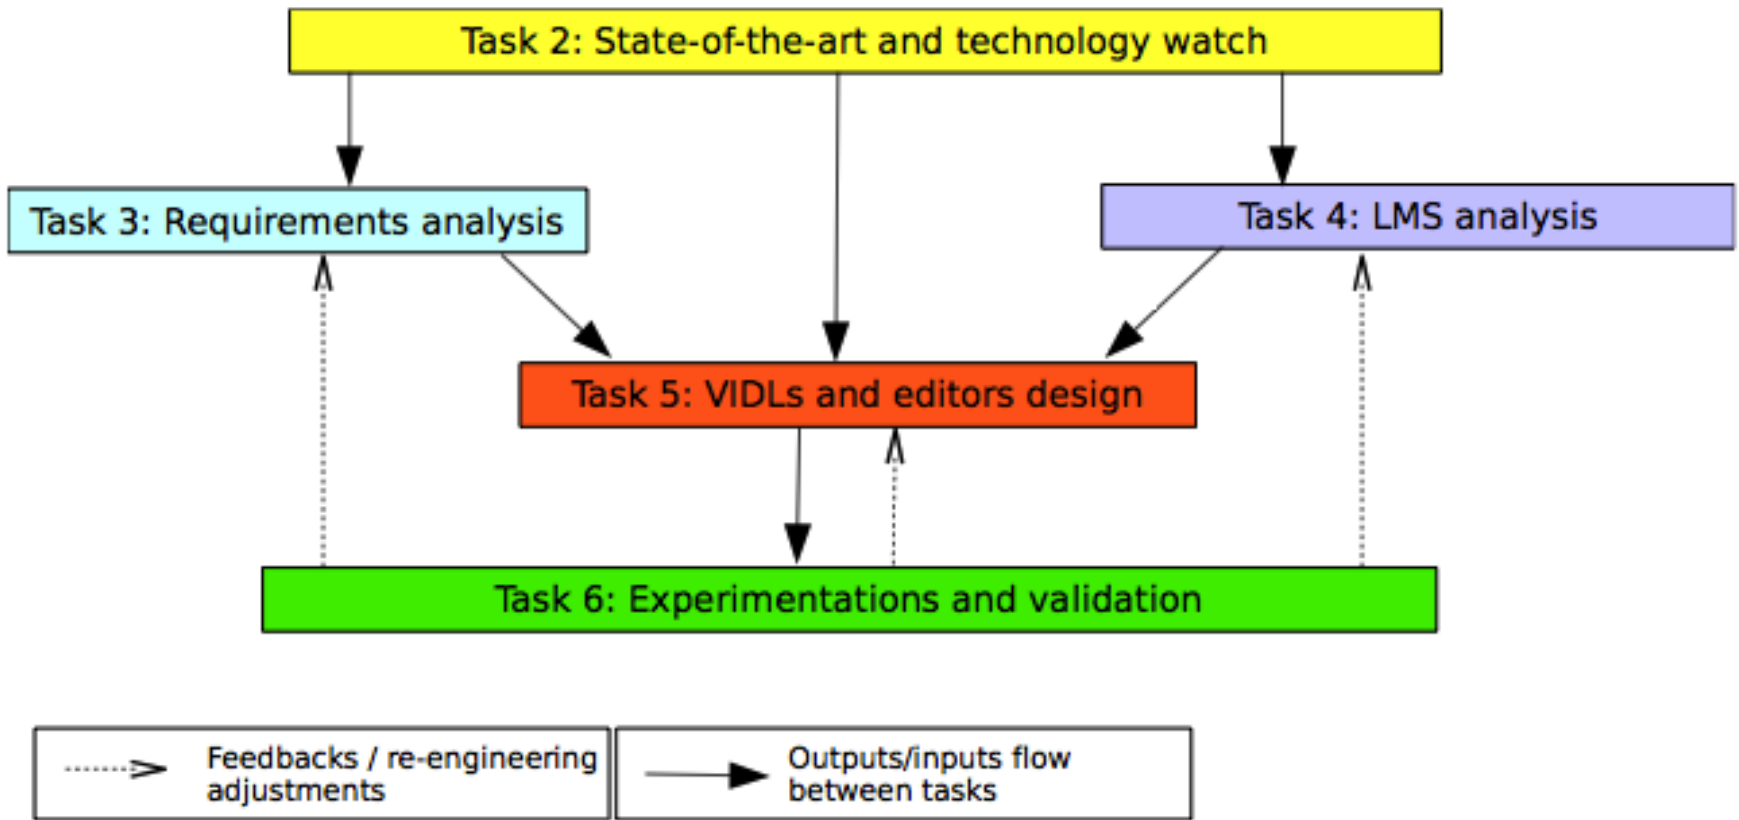 Task 2: State-of-the-art and technology watch
Task 3: Requirements analysis
Task 4: LMS analysis
Task 5: VIDLs and editors design
Task 6: Experimentations and validation
Feedbacks / re-engineering
adjustments
Outputs/inputs flow
between tasks